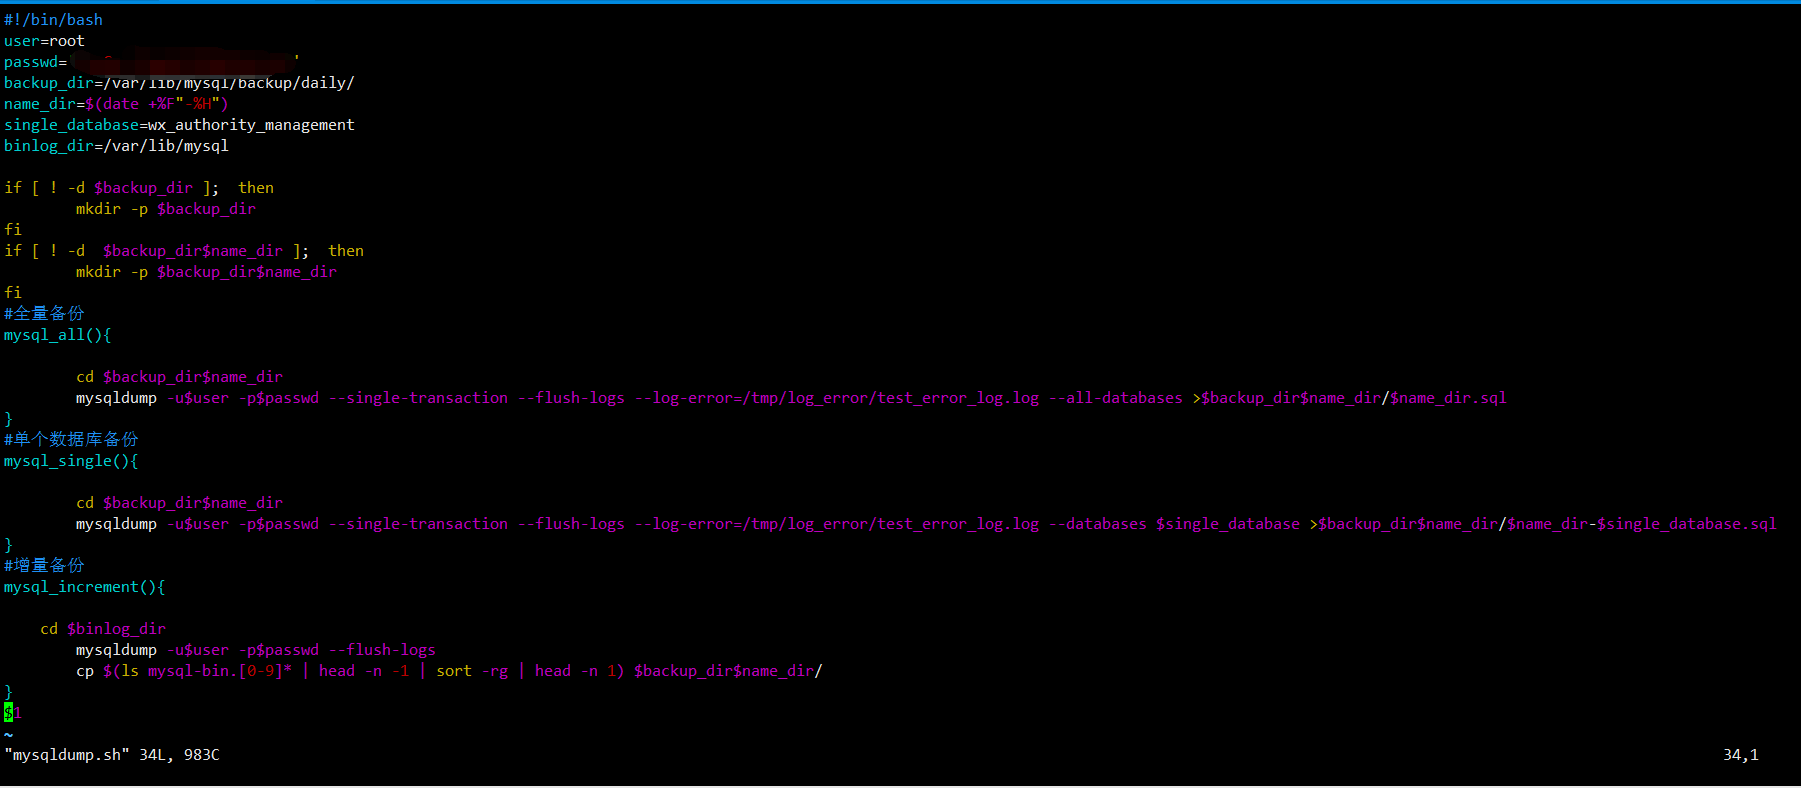 #!/bin/bash
user=root
passwd='
backup_dir=/var/lib/mysql/backup/daily/
name_dir=$(date +%F"-%H")
single_database=wx_authority_management
binlog_dir=/var/lib/mysql
if [ ! -d $backup_dir ];  then
        mkdir -p $backup_dir
fi
if [ ! -d  $backup_dir$name_dir ];  then
        mkdir -p $backup_dir$name_dir
fi
#全量备份
mysql_all(){
        cd $backup_dir$name_dir
        mysqldump -u$user -p$passwd --single-transaction --flush-logs --log-error=/tmp/log_error/test_error_log.log --all-databases >$backup_dir$name_dir/$name_dir.sql
}
#单个数据库备份
mysql_single(){
        cd $backup_dir$name_dir
        mysqldump -u$user -p$passwd --single-transaction --flush-logs --log-error=/tmp/log_error/test_error_log.log --databases $single_database >$backup_dir$name_dir/$name_dir-$single_database.sql
}
#增量备份
mysql_increment(){
    cd $binlog_dir
        mysqldump -u$user -p$passwd --flush-logs
        cp $(ls mysql-bin.[0-9]* | head -n -1 | sort -rg | head -n 1) $backup_dir$name_dir/
}
$1
~
"mysqldump.sh" 34L, 983C 34,1